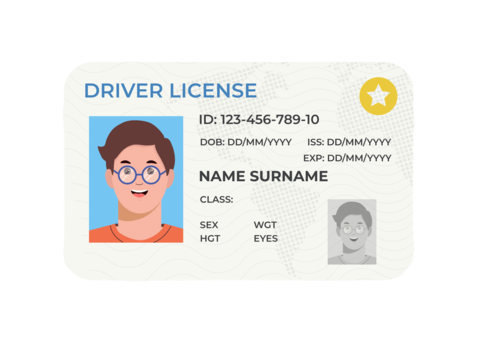 DRIVER LICENSE
ID: 123-456-789-10
DOB: DD/MM/YYYY ISS: DD/MM/YYYY
EXP: DD/MM/YYYY
NAME SURNAME
CLASS:
SEX WGT
HGT EYES